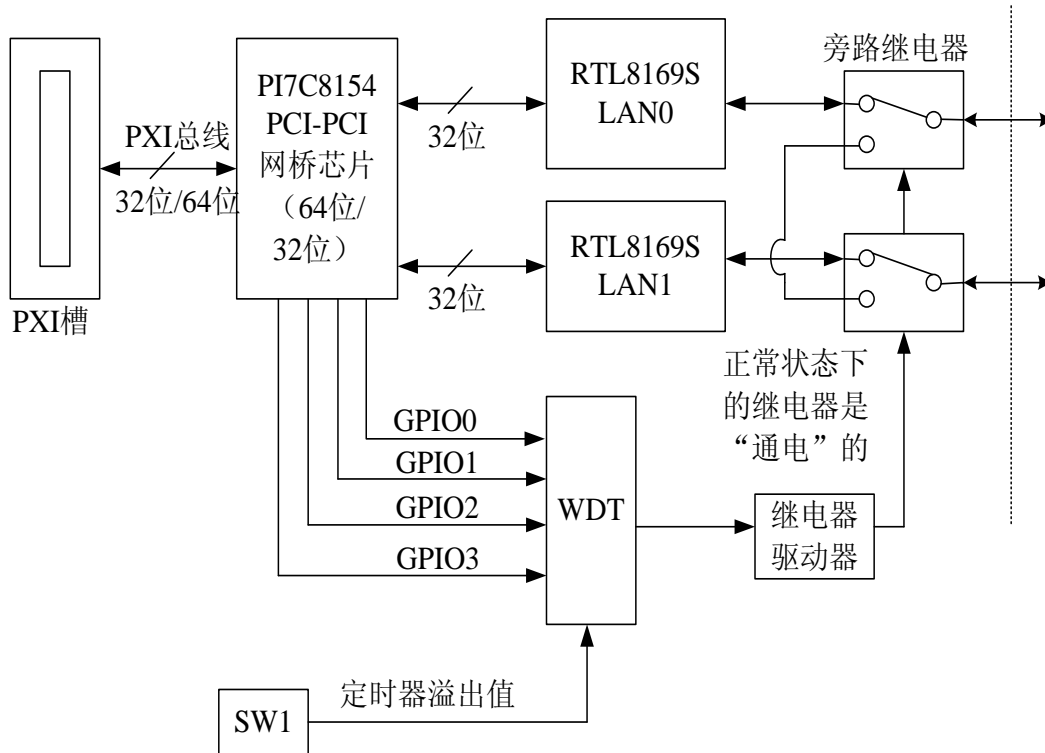 PXI槽
PXI总线
32位/64位
PI7C8154
PCI-PCI
网桥芯片
（64位/
32位）
32位
32位
RTL8169S
LAN0
RTL8169S
LAN1
旁路继电器
正常状态下
的继电器是
“通电”的
GPIO0
GPIO1
GPIO2
GPIO3
WDT
继电器
驱动器
SW1
定时器溢出值